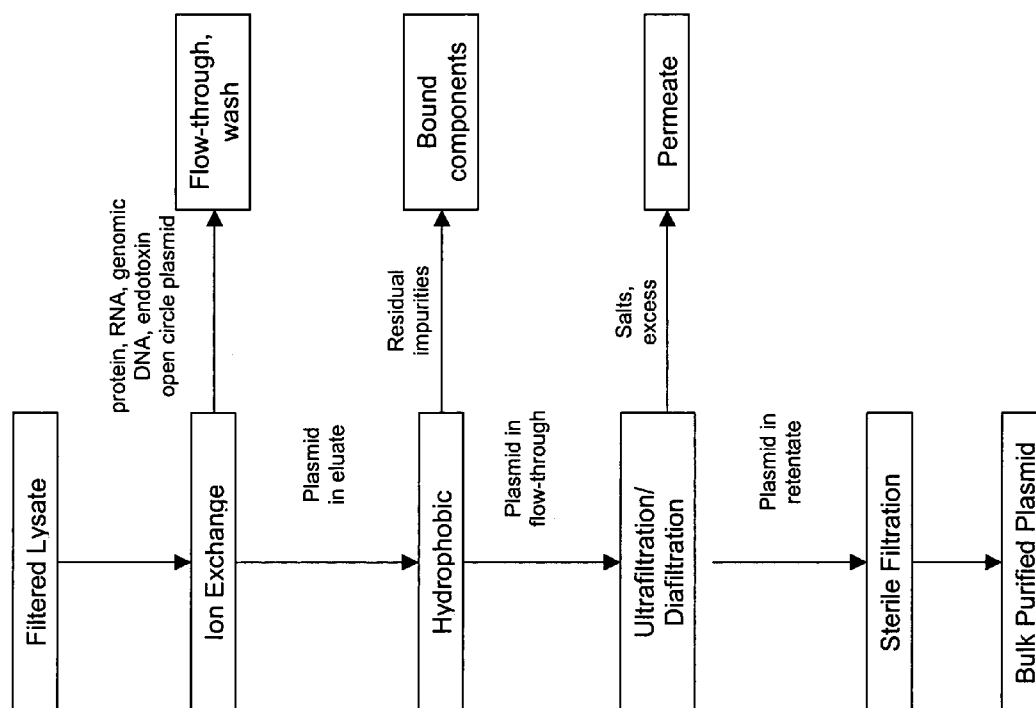 Filtered Lysate
protein, RNA, genomic
DNA, endotoxin
open circle plasmid
Ion Exchange
Flow-through,
wash
Plasmid
in eluate
Hydrophobic
Residual
impurities
Bound
components
Plasmid in
flow-through
Ultrafiltration/
Diafiltration
Salts,
excess
Permeate
Plasmid in
retentate
Sterile Filtration
Bulk Purified Plasmid